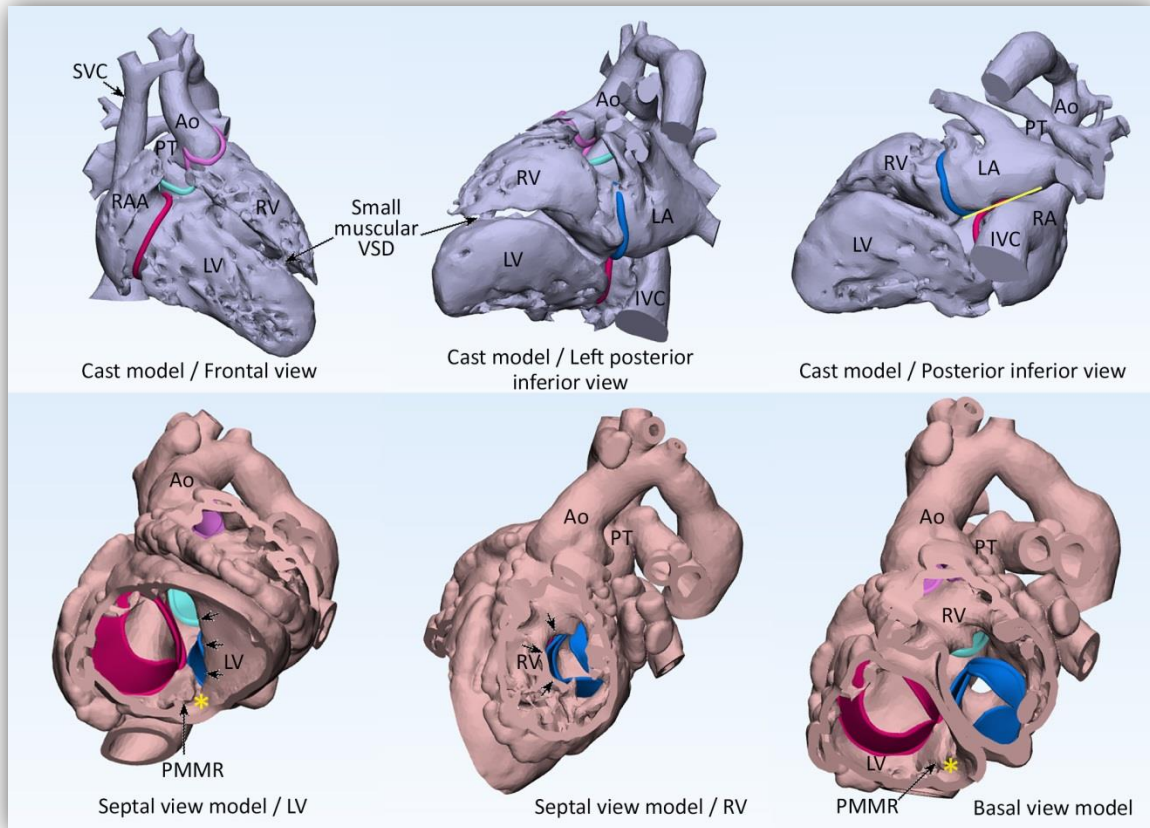 SVC
Ao
PT
RAA
RV
LV
Cast model / Frontal view
Small
muscular
VSD
Ao
RV
LA
LV
IVC
Cast model / Left posterior
inferior view
Ao
PT
RV
LA
RA
IVC
LV
Cast model / Posterior inferior view
Ao
LV
*
PMMR
Septal view model / LV
Ao
PT
RV
Septal view model / RV
Ao
PT
RV
LV
*
PMMR
Basal view model